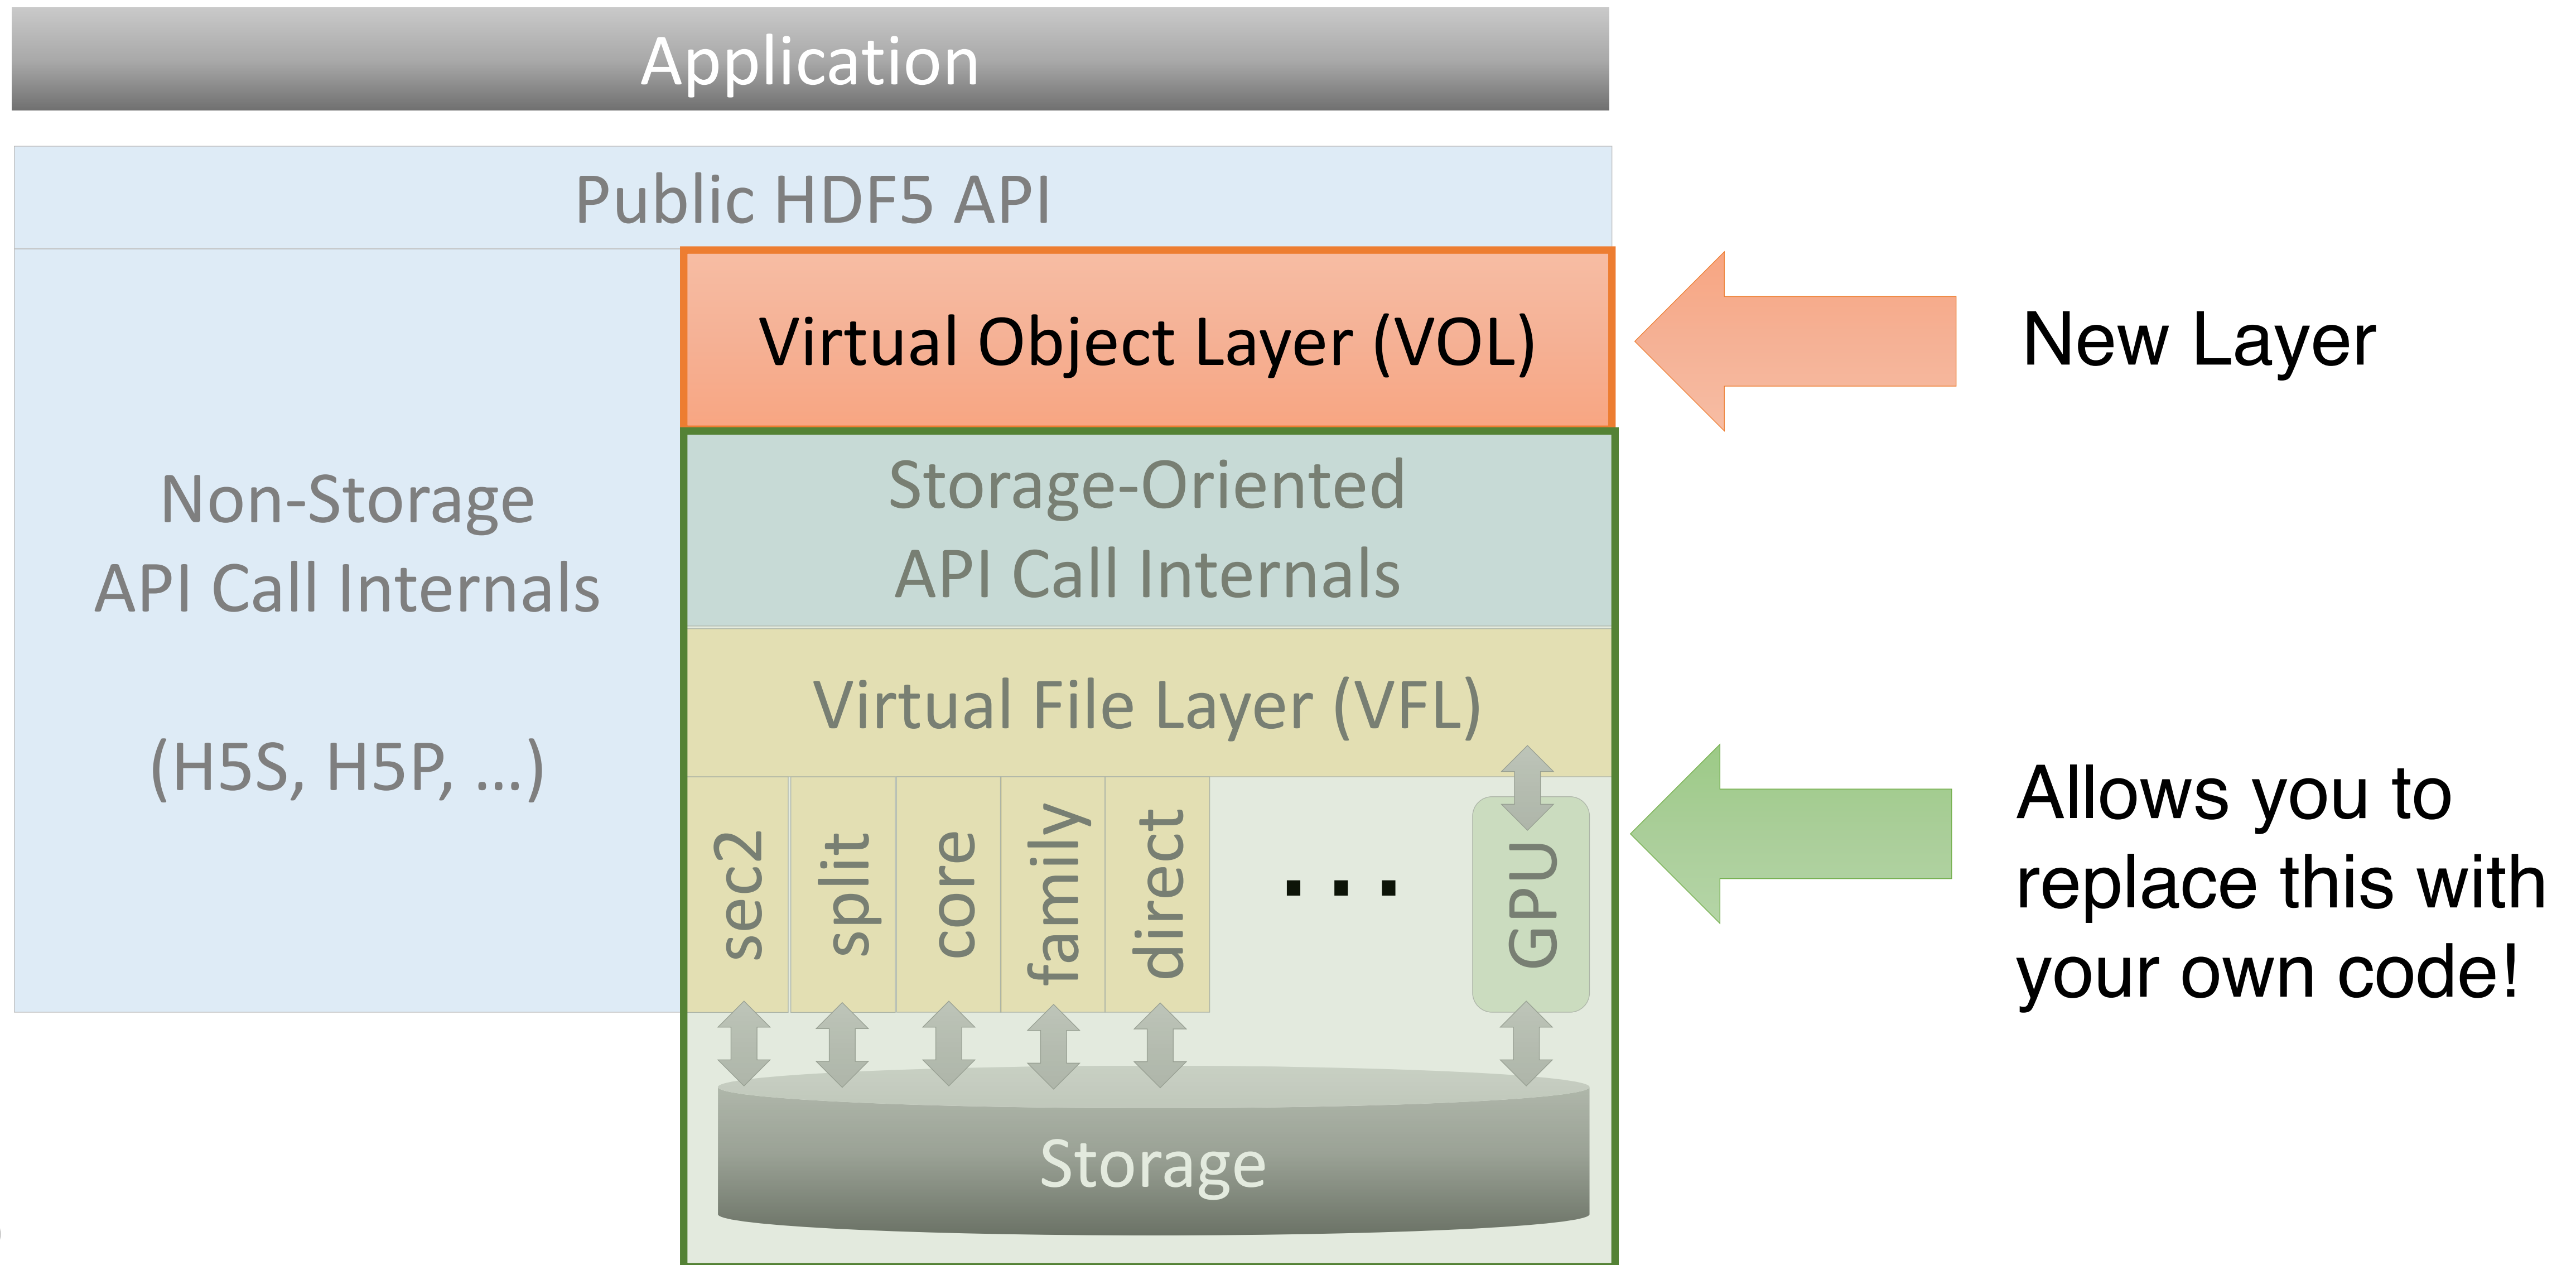 Application
Public HDF5 API
Virtual Object Layer (VOL)
New Layer
Non-Storage
API Call Internals
(H5S, H5P, ...)
Storage-Oriented
API Call Internals
Virtual File Layer (VFL)
sec2
split
core
family
direct
...
GPU
Allows you to
replace this with
your own code!
Storage